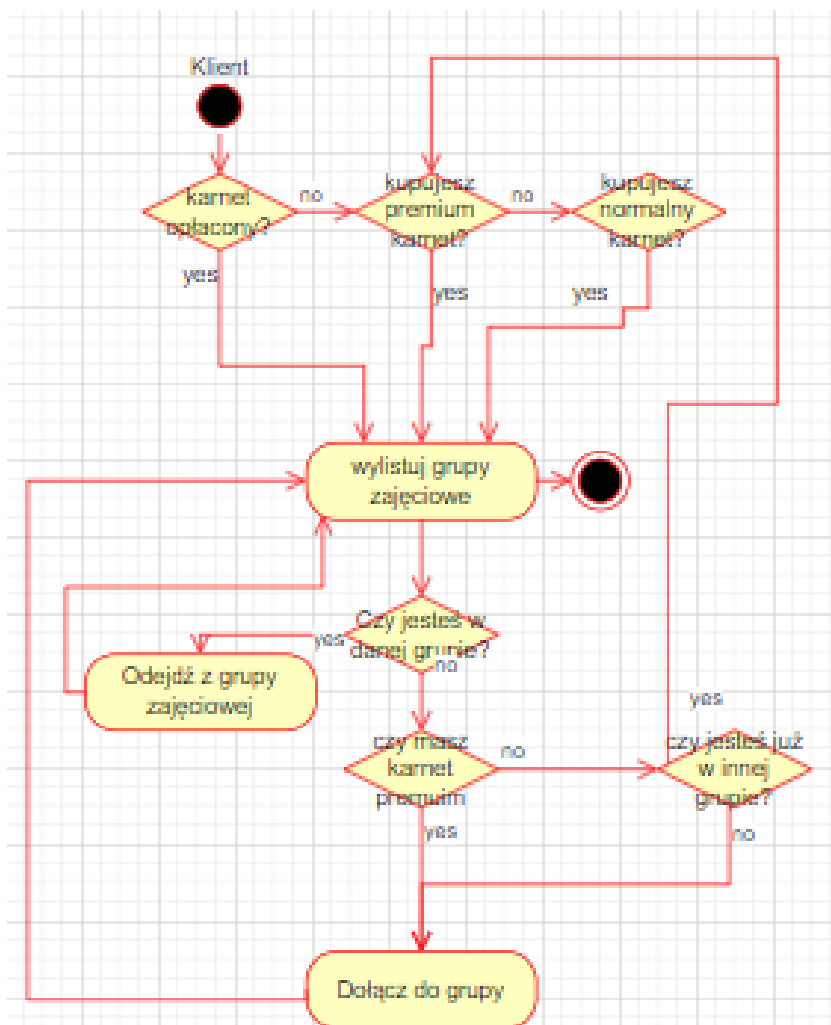 Klient
karnet
opłacony?
no
kupujesz
premium
karnet?
no
kupujesz
normalny
karnet?
yes
yes
yes
wylistuj grupy
zajęciowe
Czy jesteś w
danej grupie?
yes
no
Odejdź z grupy
zajęciowej
czy masz
karnet
premuim
no
yes
czy jesteś już
w innej
grupie?
yes
no
Dołącz do grupy